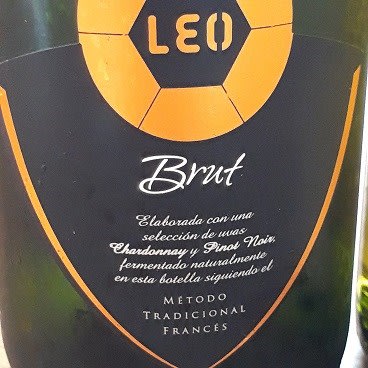 LEO
Brut
Elaborada con una
selección de uvas
Chardonnay y Pinot Noir,
fermentado naturalmente
en esta botella siguiendo el
MÉTODO
TRADICIONAL
FRANCÉS